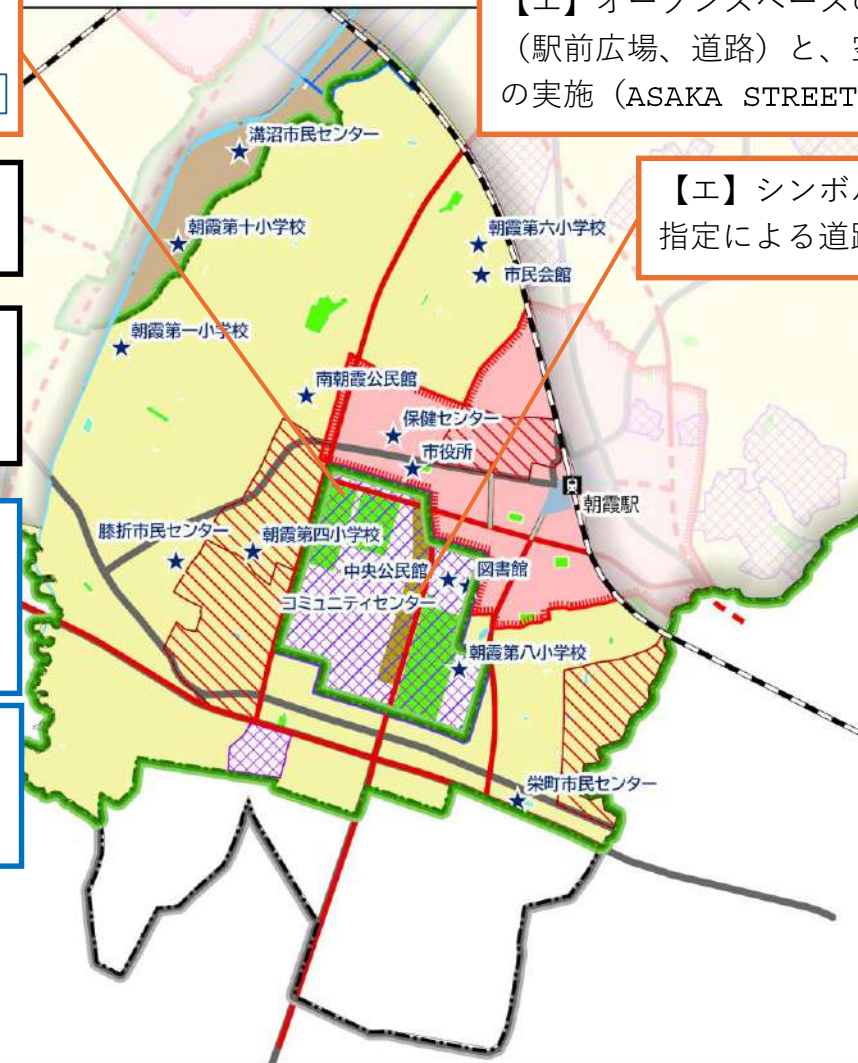 【エ】オープンスペースの
（駅前広場、道路）と、
の実施（ASAKA STREET
【エ】シンボル
指定による道路
溝沼市民センター
朝霞第十小学校
朝霞第六小学校
市民会館
朝霞第一小学校
南朝霞公民館
保健センター
市役所
朝霞駅
膝折市民センター
朝霞第四小学校
中央公民館
図書館
コミュニティセンター
朝霞第八小学校
栄町市民センター